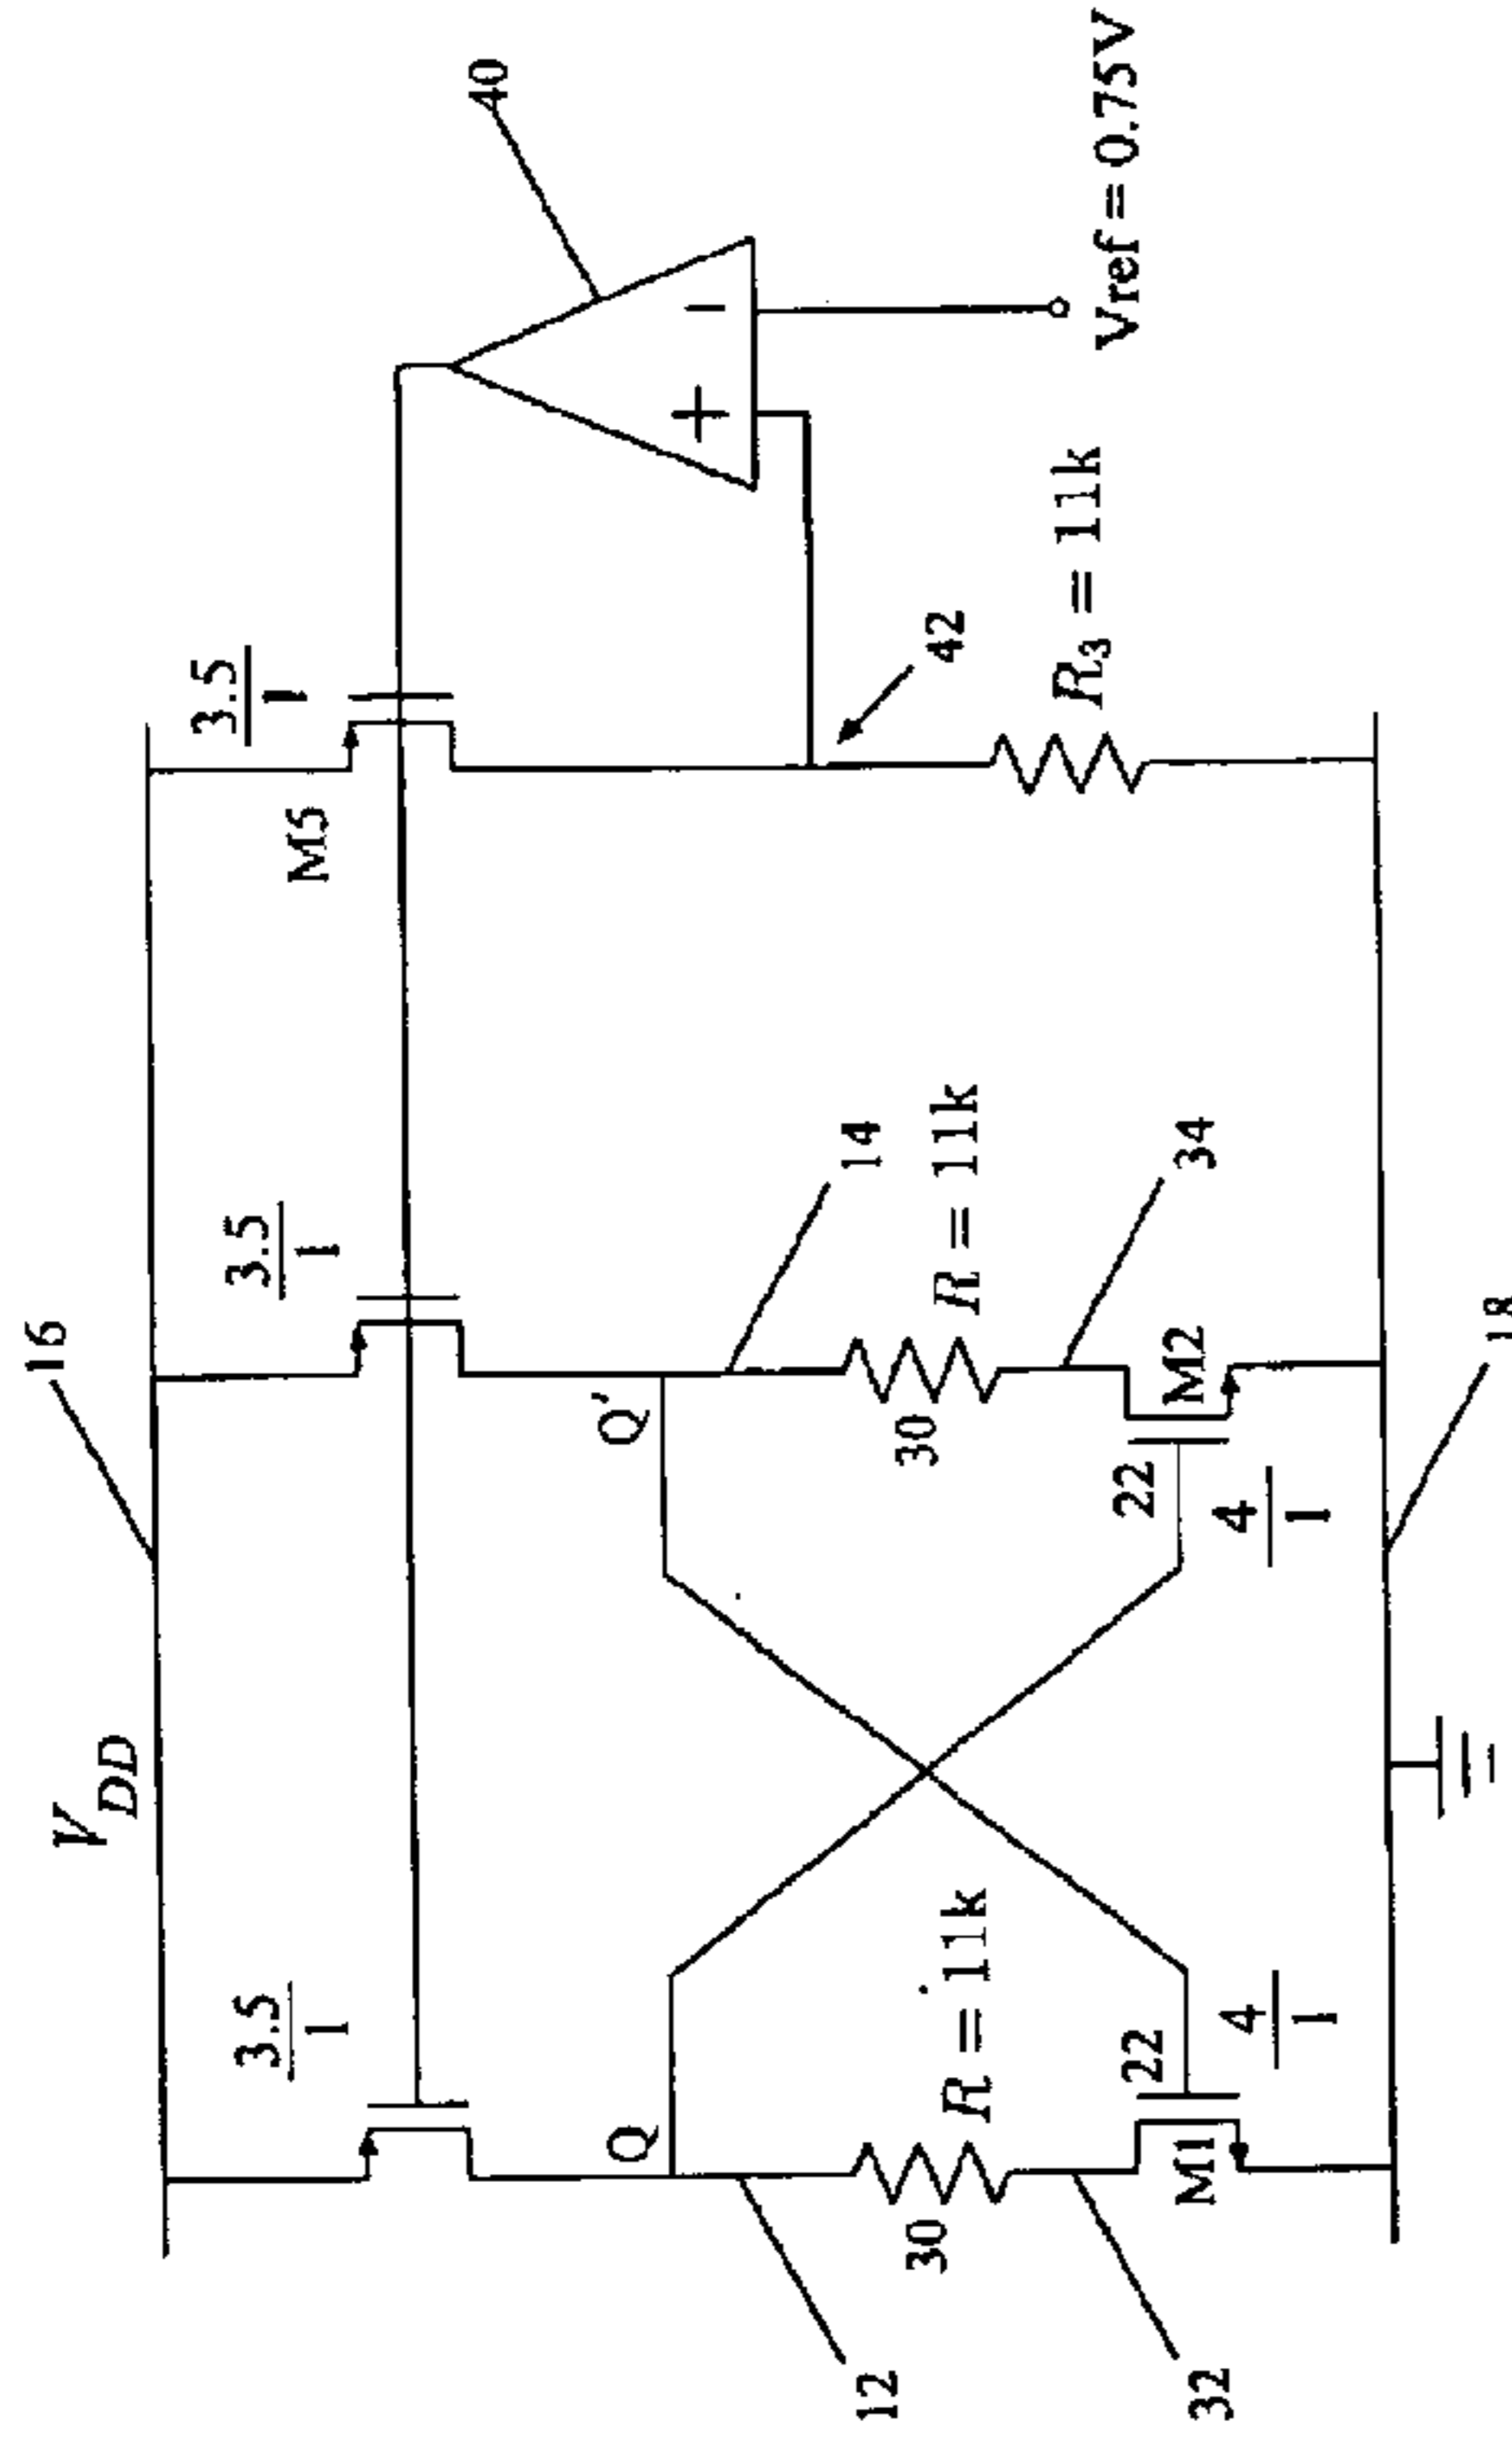 16
V_DD
3.5
1
3.5
1
3.5
1
M5
40
Q
Q'
+
−
12
14
42
30
R = 11k
30
R = 11k
R₃ = 11k
Vref = 0.75V
32
34
M1
22
4
1
22
M2
4
1
18